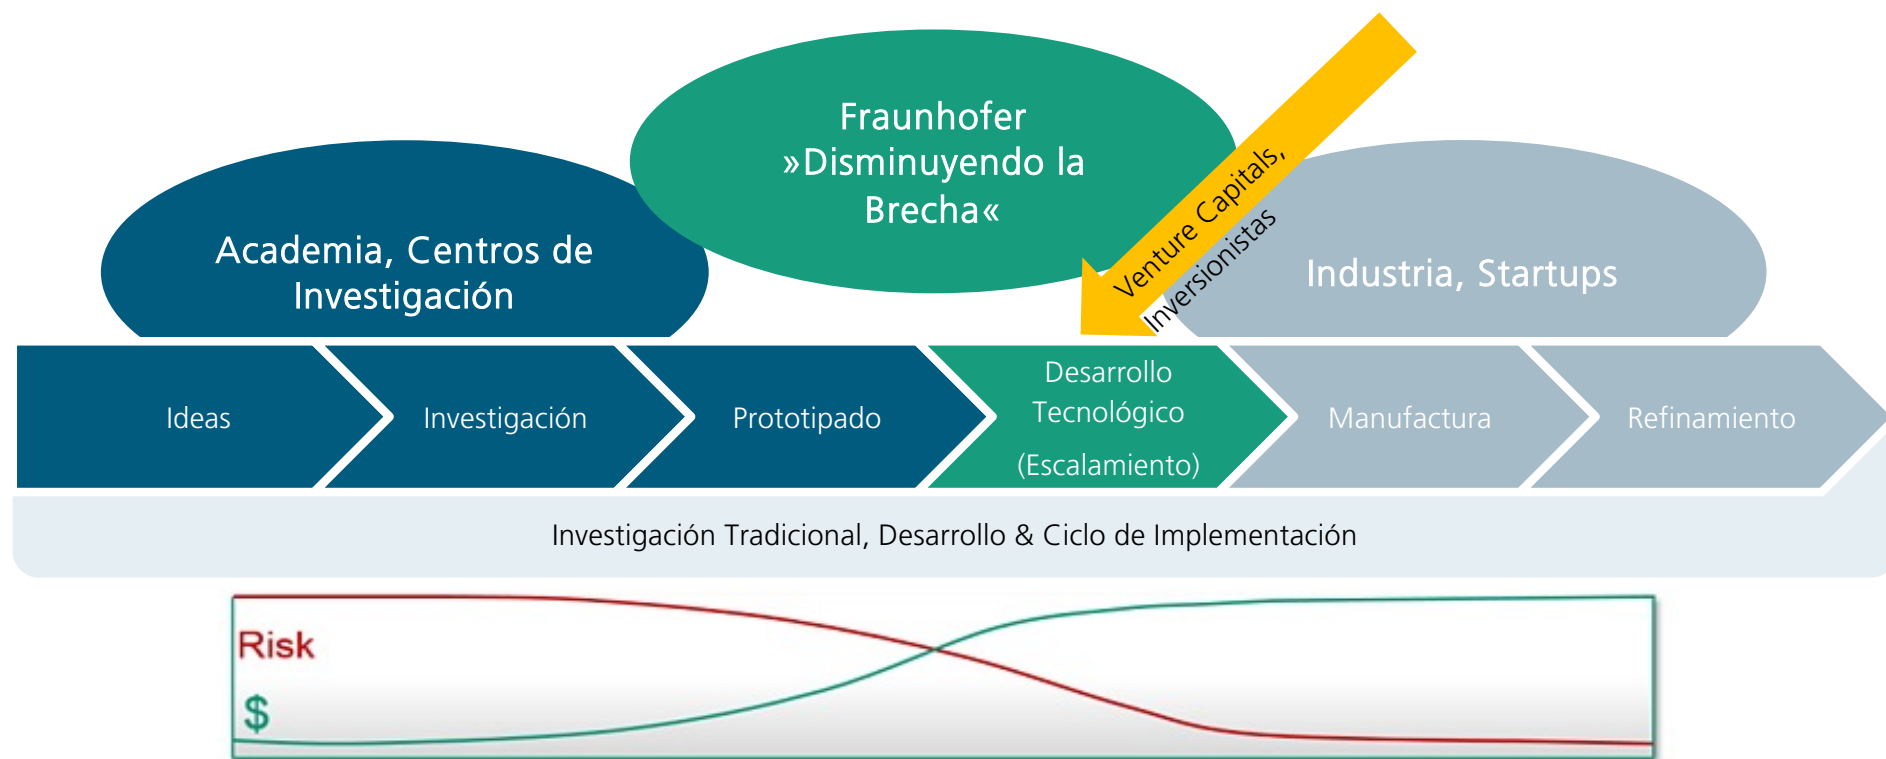 Fraunhofer
»Disminuyendo la
Brecha«
Academia, Centros de
Investigación
Venture Capitals,
Inversionistas
Industria, Startups
Ideas
Investigación
Prototipado
Desarrollo
Tecnológico
(Escalamiento)
Manufactura
Refinamiento
Investigación Tradicional, Desarrollo & Ciclo de Implementación
Risk
$